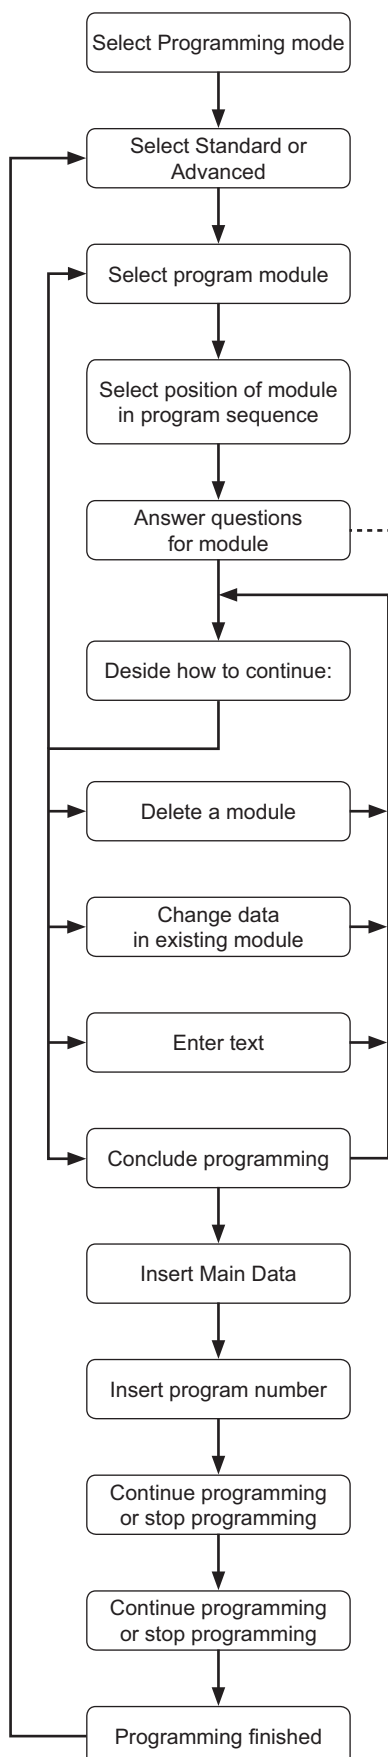 Select Programming mode
Select Standard or
Advanced
Select program module
Select position of module
in program sequence
Answer questions
for module
Deside how to continue:
Delete a module
Change data
in existing module
Enter text
Conclude programming
Insert Main Data
Insert program number
Continue programming
or stop programming
Continue programming
or stop programming
Programming finished